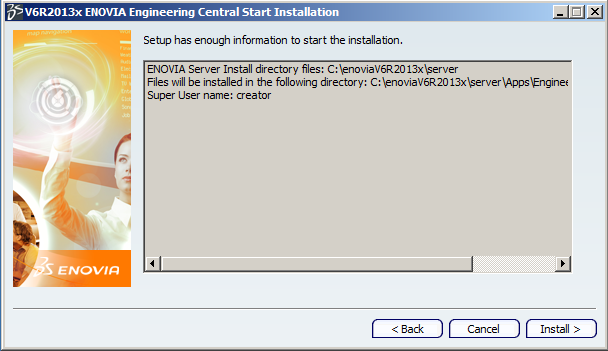 V6R2013x ENOVIA Engineering Central Start Installation
Setup has enough information to start the installation.
ENOVIA Server Install directory files: C:\enoviaV6R2013x\server
Files will be installed in the following directory: C:\enoviaV6R2013x\server\Apps\Enginee
Super User name: creator
ENOVIA
< Back
Cancel
Install >